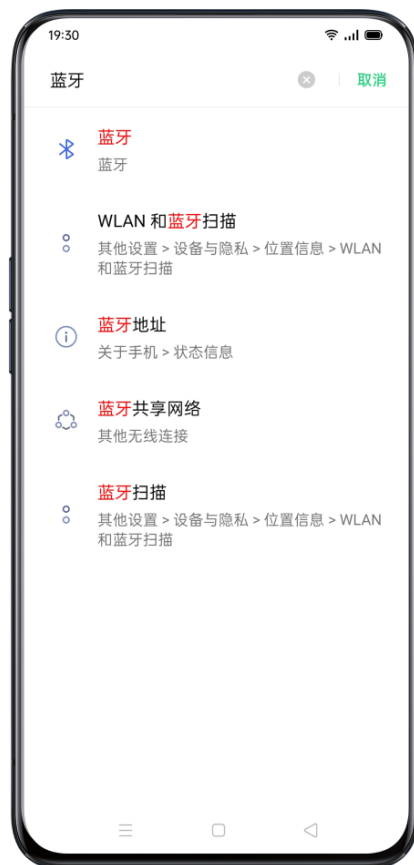 19:30
蓝牙
取消
蓝牙
蓝牙
WLAN 和蓝牙扫描
其他设置 > 设备与隐私 > 位置信息 > WLAN
和蓝牙扫描
蓝牙地址
关于手机 > 状态信息
蓝牙共享网络
其他无线连接
蓝牙扫描
其他设置 > 设备与隐私 > 位置信息 > WLAN
和蓝牙扫描